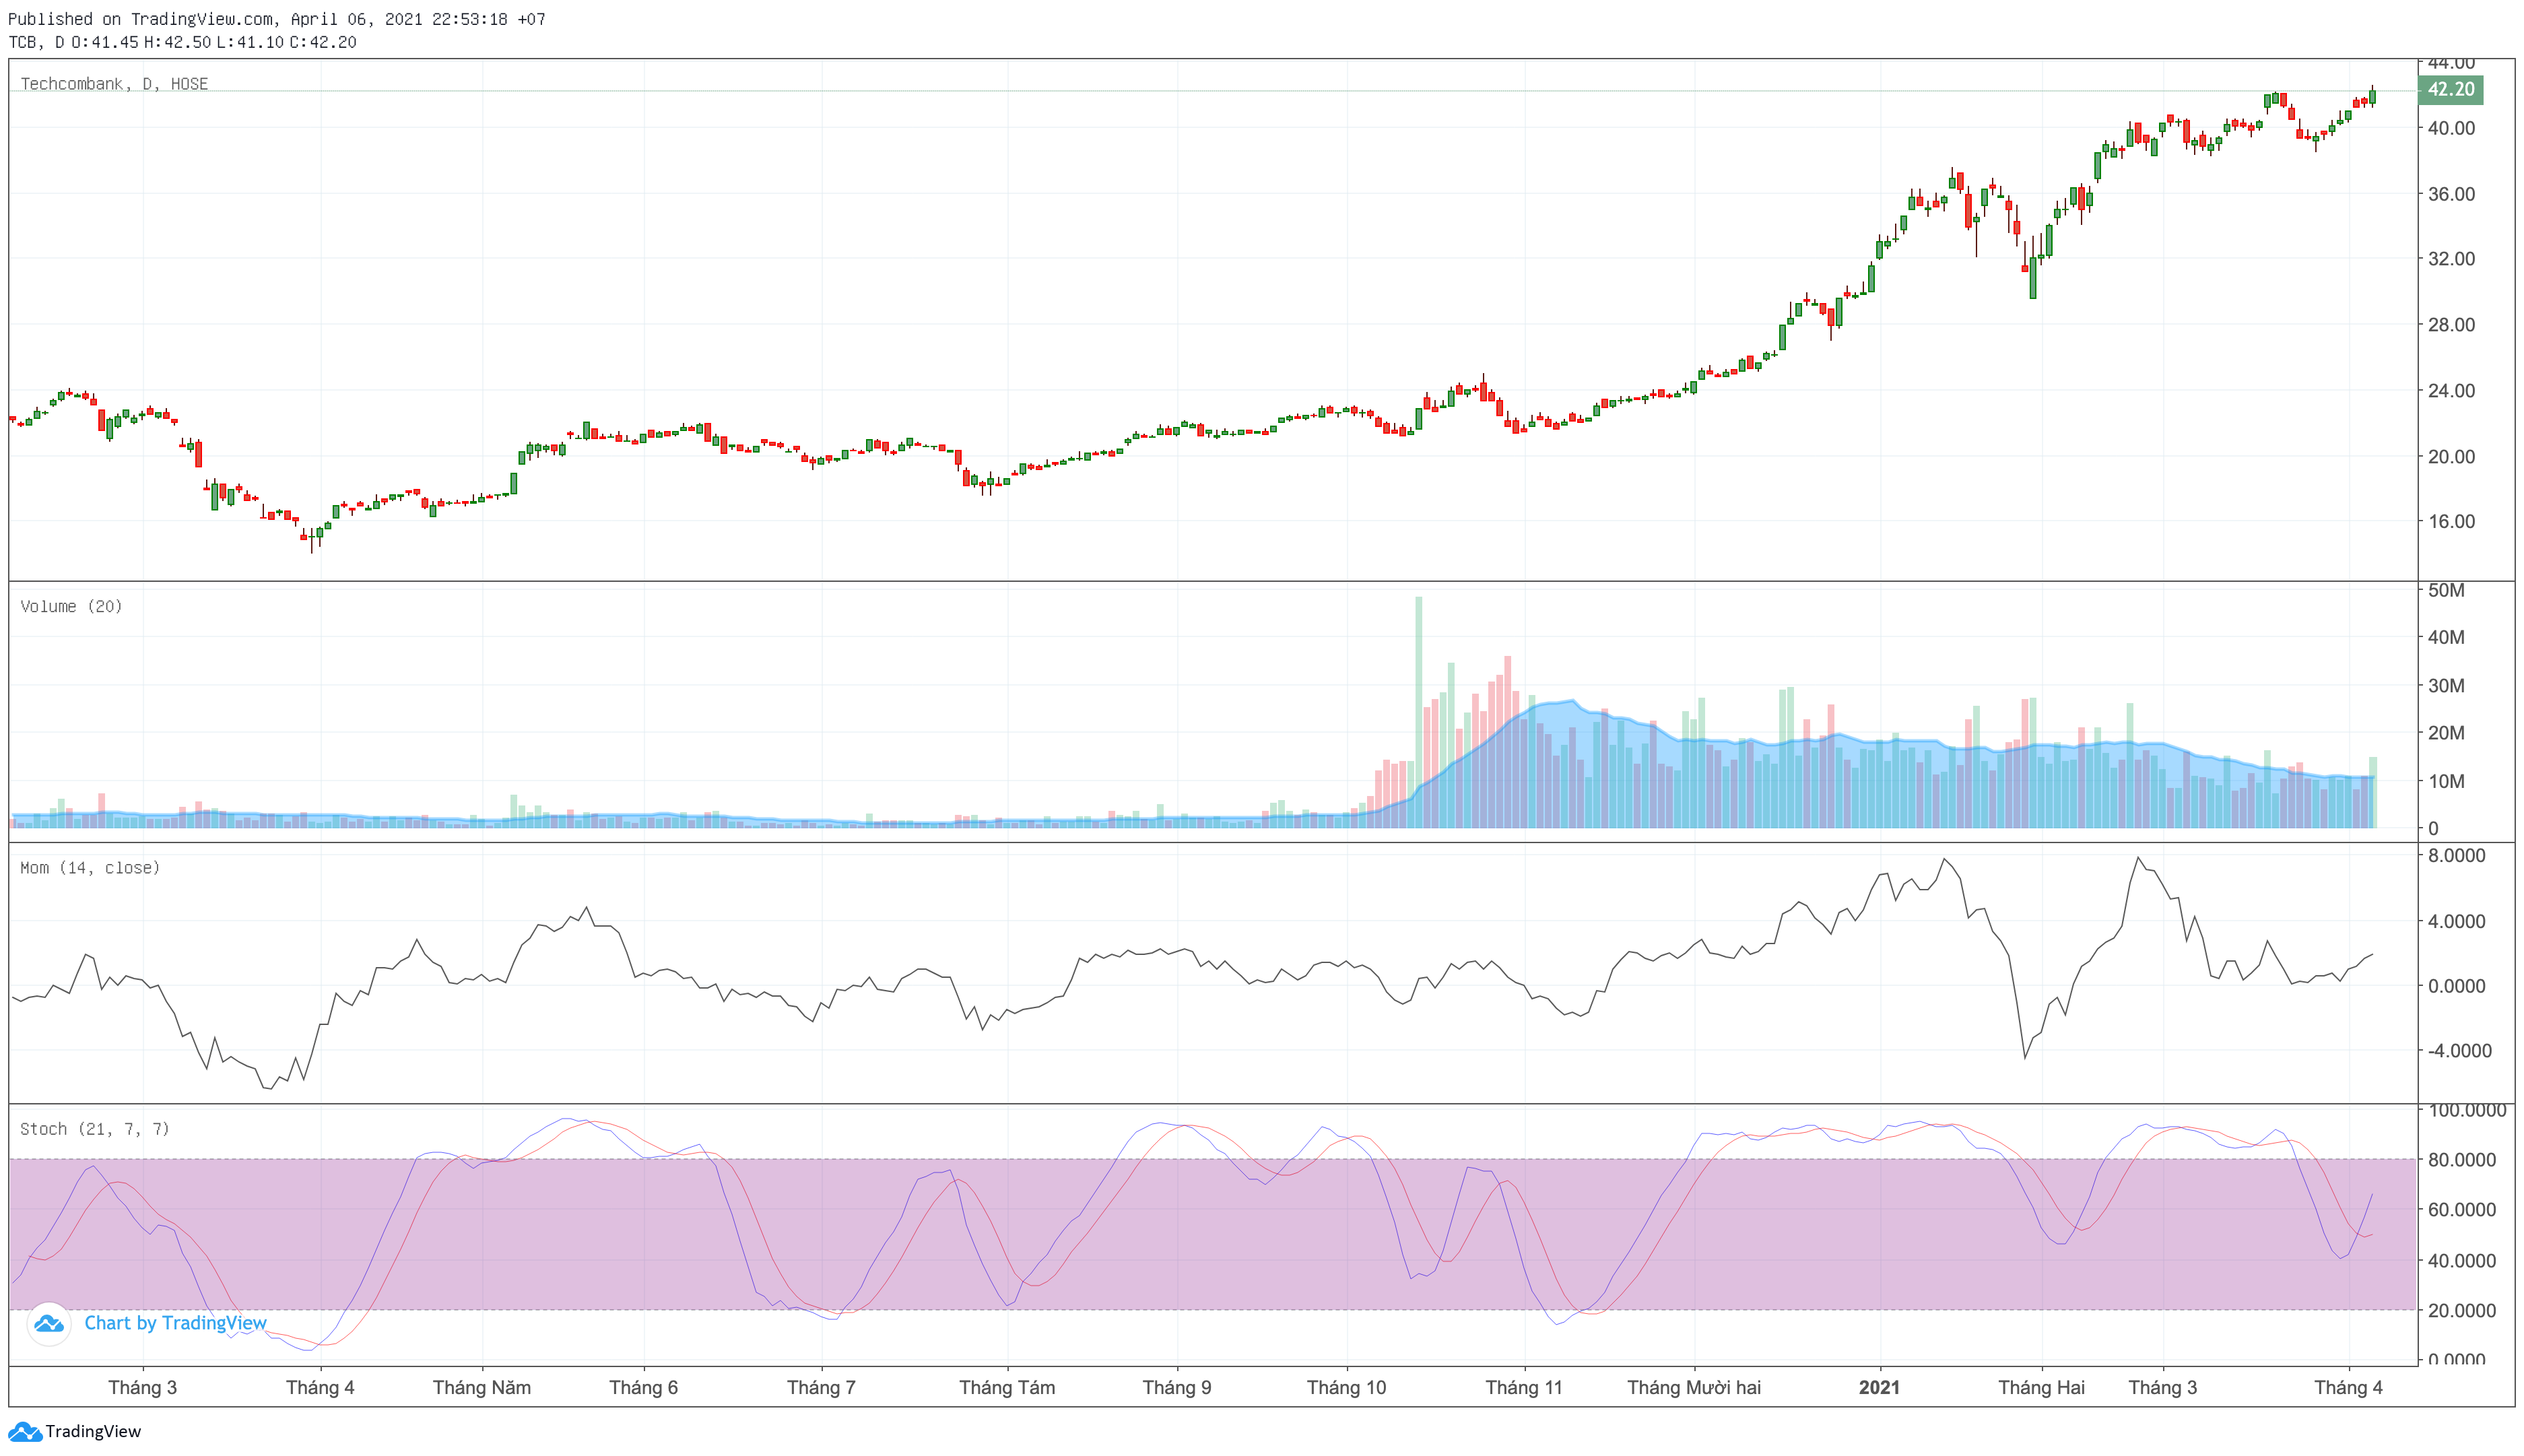 Published on TradingView.com, April 06, 2021 22:53:18 +07
TCB, D O:41.45 H:42.50 L:41.10 C:42.20
Techcombank, D, HOSE
44.00
42.20
40.00
36.00
32.00
28.00
24.00
20.00
16.00
Volume (20)
50M
40M
30M
20M
10M
0
Mom (14, close)
8.0000
4.0000
0.0000
-4.0000
Stoch (21, 7, 7)
100.0000
80.0000
60.0000
40.0000
20.0000
0.0000
Chart by TradingView
Tháng 3 Tháng 4 Tháng Năm Tháng 6 Tháng 7 Tháng Tám Tháng 9 Tháng 10 Tháng 11 Tháng Mười hai 2021 Tháng Hai Tháng 3 Tháng 4
TradingView